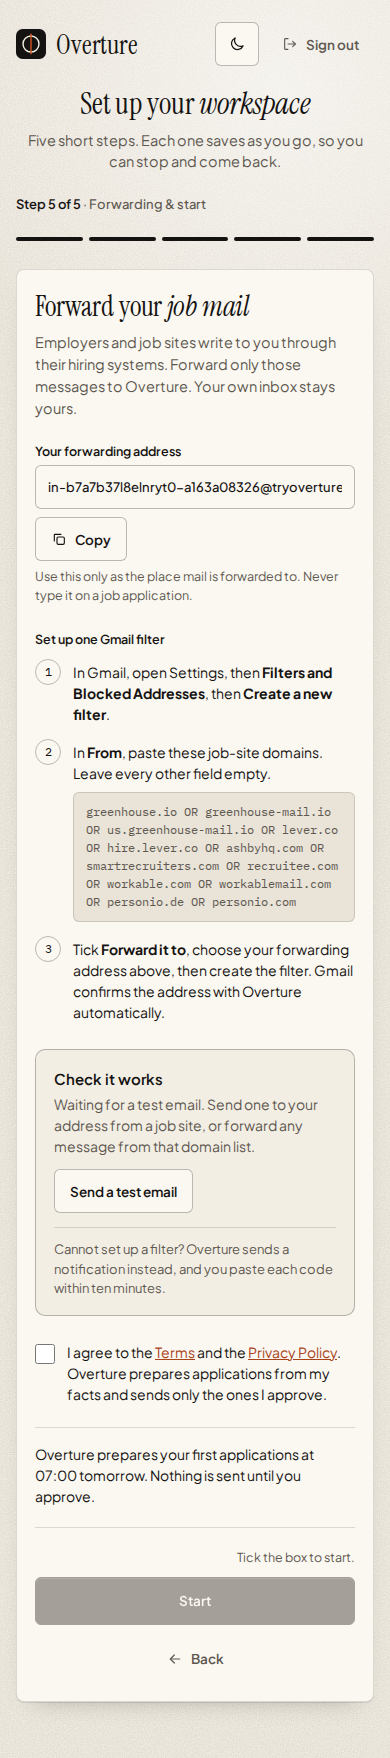 Overture
Sign out
Set up your workspace
Five short steps. Each one saves as you go, so you
can stop and come back.
Step 5 of 5 · Forwarding & start
Forward your job mail
Employers and job sites write to you through
their hiring systems. Forward only those
messages to Overture. Your own inbox stays
yours.
Your forwarding address
in-b7a7b37l8elnryt0-a163a08326@tryoverture
Copy
Use this only as the place mail is forwarded to. Never
type it on a job application.
Set up one Gmail filter
1
In Gmail, open Settings, then Filters and
Blocked Addresses, then Create a new
filter.
2
In From, paste these job-site domains.
Leave every other field empty.
greenhouse.io OR greenhouse-mail.io
OR us.greenhouse-mail.io OR lever.co
OR hire.lever.co OR ashbyhq.com OR
smartrecruiters.com OR recruitee.com
OR workable.com OR workablemail.com
OR personio.de OR personio.com
3
Tick Forward it to, choose your forwarding
address above, then create the filter. Gmail
confirms the address with Overture
automatically.
Check it works
Waiting for a test email. Send one to your
address from a job site, or forward any
message from that domain list.
Send a test email
Cannot set up a filter? Overture sends a
notification instead, and you paste each code
within ten minutes.
I agree to the Terms and the Privacy Policy.
Overture prepares applications from my
facts and sends only the ones I approve.
Overture prepares your first applications at
07:00 tomorrow. Nothing is sent until you
approve.
Tick the box to start.
Start
Back